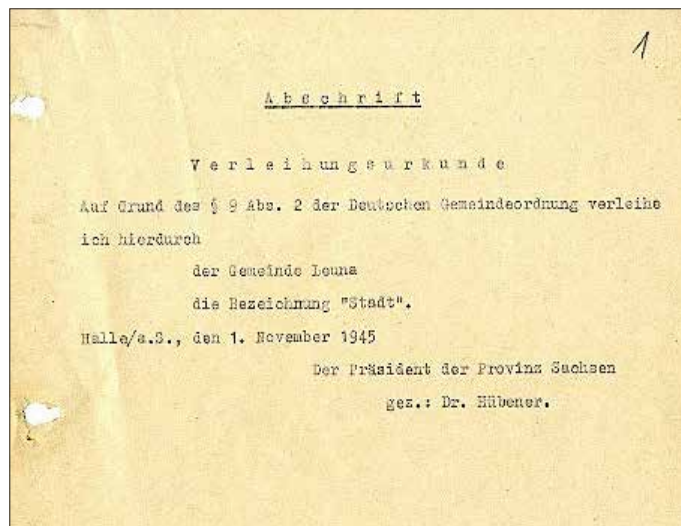 1
Abschrift
Verleihungsurkunde
Auf Grund des § 9 Abs. 2 der Deutschen Gemeindeordnung verleihe
ich hierdurch
der Gemeinde Leuna
die Bezeichnung "Stadt".
Halle/a.S., den 1. November 1945
Der Präsident der Provinz Sachsen
gez.: Dr. Hübener.